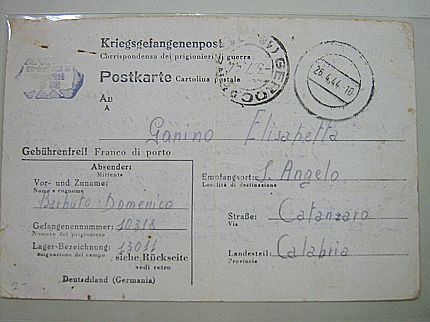 Kriegsgefangenenpost
Corrispondenza dei prigionieri di guerra
Postkarte Cartolina postale
An
A
26.4.44.-10
Ganino Elisabetta
Gebührenfrei! Franco di porto
Absender:
Mittente
Vor- und Zuname:
Nome e cognome
Barbuto Domenico
Gefangenennummer: 10318
Numero del prigioniero
Lager-Bezeichnung: 13011
cognazione del campo
siehe Rückseite
vedi retro
Deutschland (Germania)
Empfangsort: S. Angelo
Località di destinazione
Straße: Catanzaro
Via
Landesteil: Calabria
Provincia